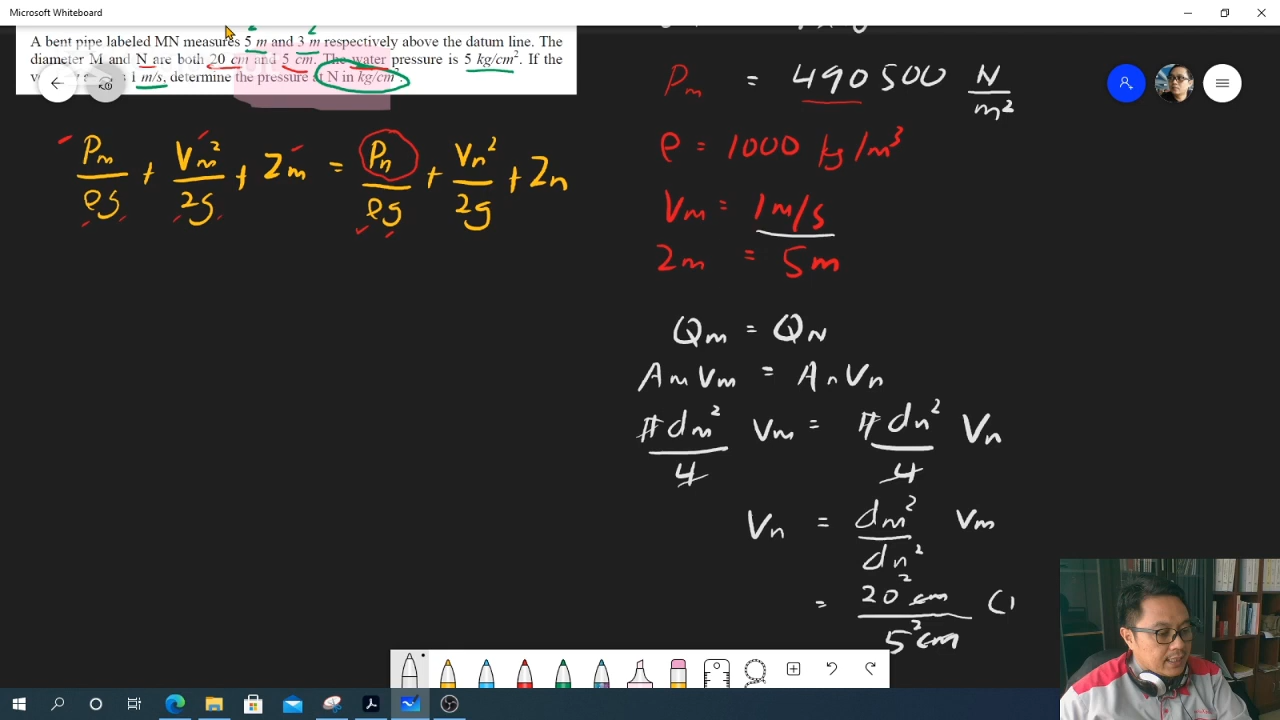 Microsoft Whiteboard
A bent pipe labeled MN measures 5 m and 3 m respectively above the datum line. The
diameter M and N are both 20 cm and 5 cm. The water pressure is 5 kg/cm². If the
1 m/s, determine the pressure at N in kg/cm².
Pm/ρg + Vm²/2g + Zm = Pn/ρg + Vn²/2g + Zn
Pm = 490500 N/m²
ρ = 1000 kg/m³
Vm = 1 m/s
Zm = 5m
Qm = QN
Am Vm = An Vn
π dm²/4 Vm = π dn²/4 Vn
Vn = dm²/dn² Vm
= 20² cm/5² cm (1